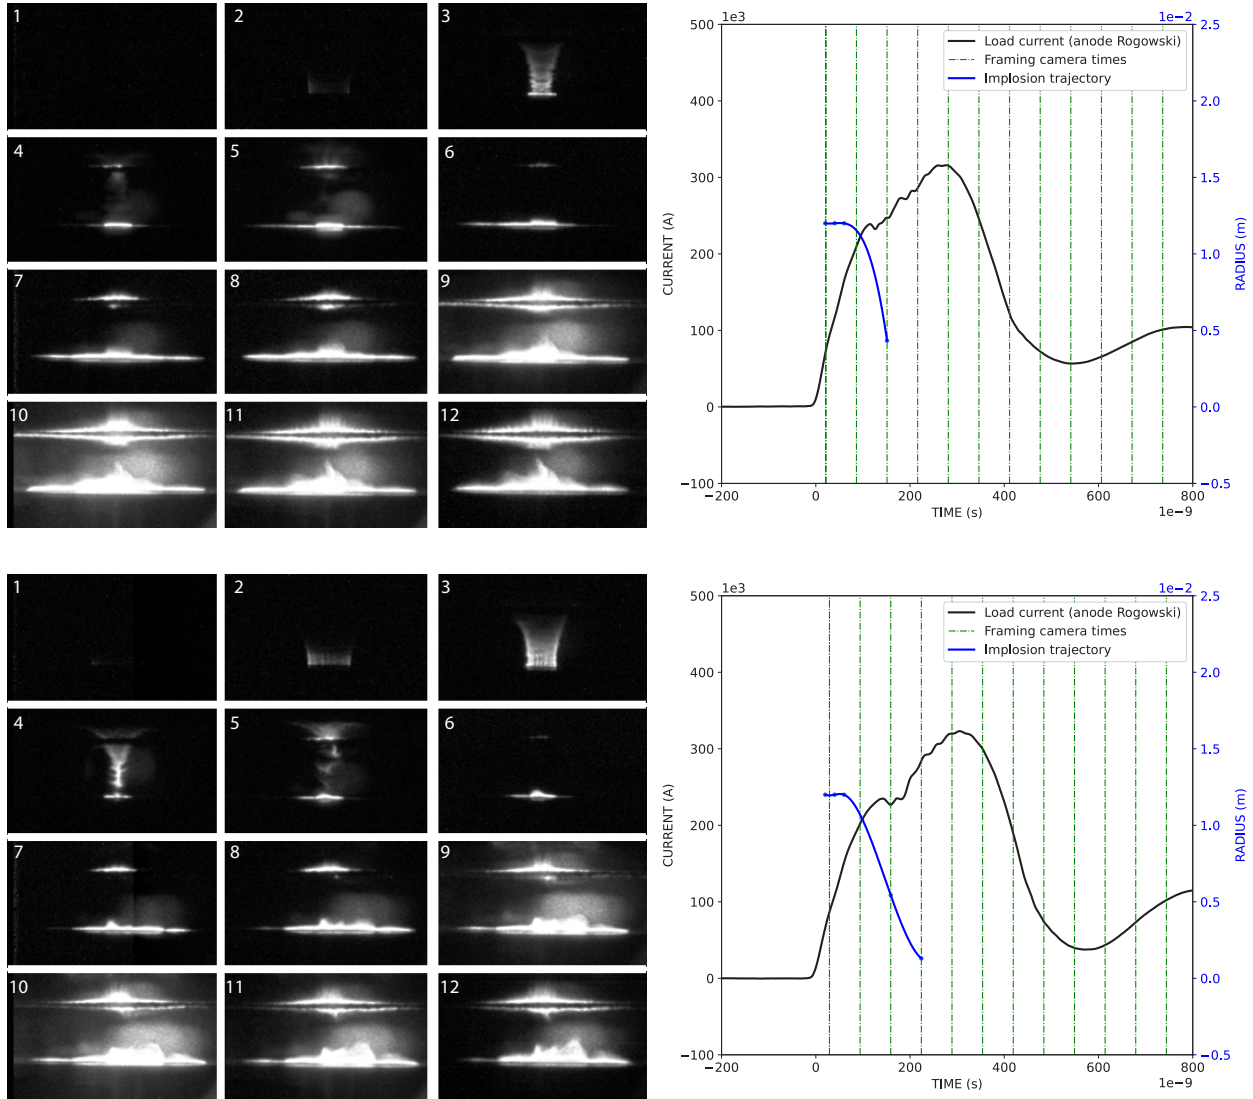 1 2 3
4 5 6
7 8 9
10 11 12
1e3
1e−2
500
400
300
200
100
0
−100
CURRENT (A)
2.5
2.0
1.5
1.0
0.5
0.0
−0.5
RADIUS (m)
Load current (anode Rogowski)
Framing camera times
Implosion trajectory
−200 0 200 400 600 800
TIME (s)
1e−9
1 2 3
4 5 6
7 8 9
10 11 12
1e3
1e−2
500
400
300
200
100
0
−100
CURRENT (A)
2.5
2.0
1.5
1.0
0.5
0.0
−0.5
RADIUS (m)
Load current (anode Rogowski)
Framing camera times
Implosion trajectory
−200 0 200 400 600 800
TIME (s)
1e−9